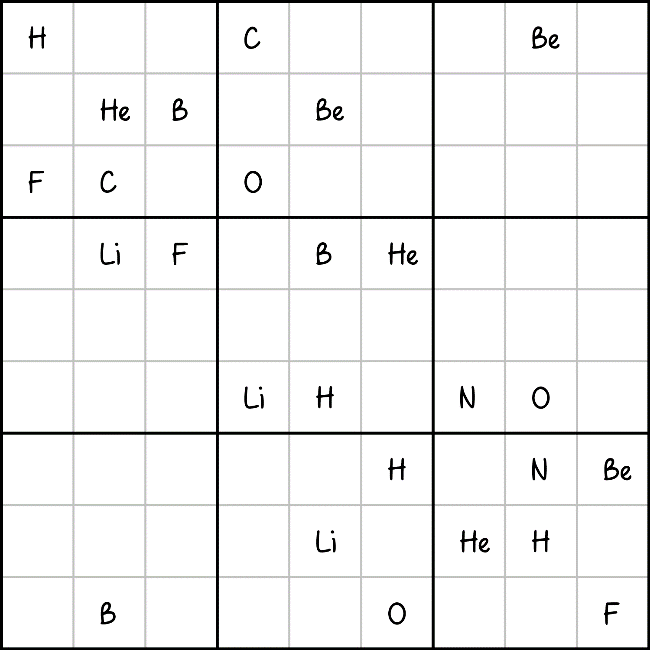 H C Be
He B Be
F C O
Li F B He
Li H N O
H N Be
Li He H
B O F